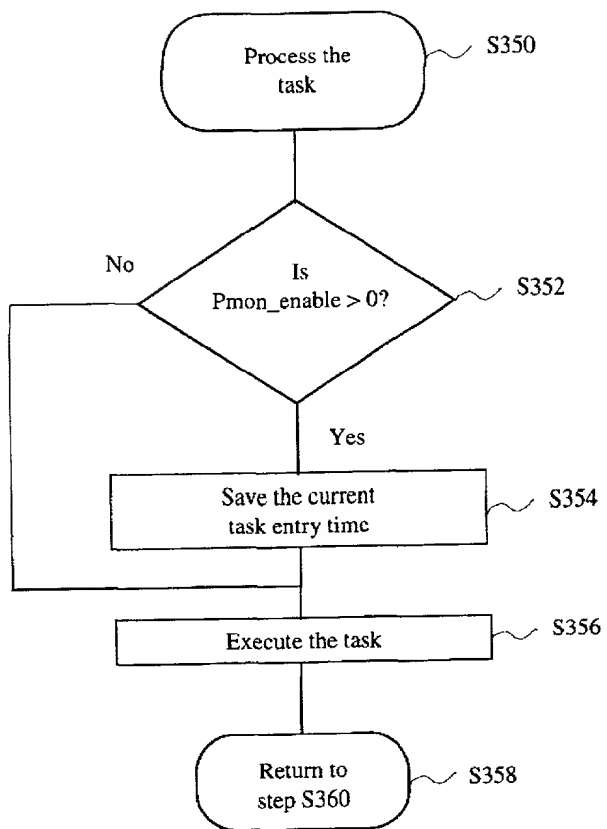 Process the
task
S350
No
Is
Pmon_enable > 0?
S352
Yes
Save the current
task entry time
S354
Execute the task
S356
Return to
step S360
S358